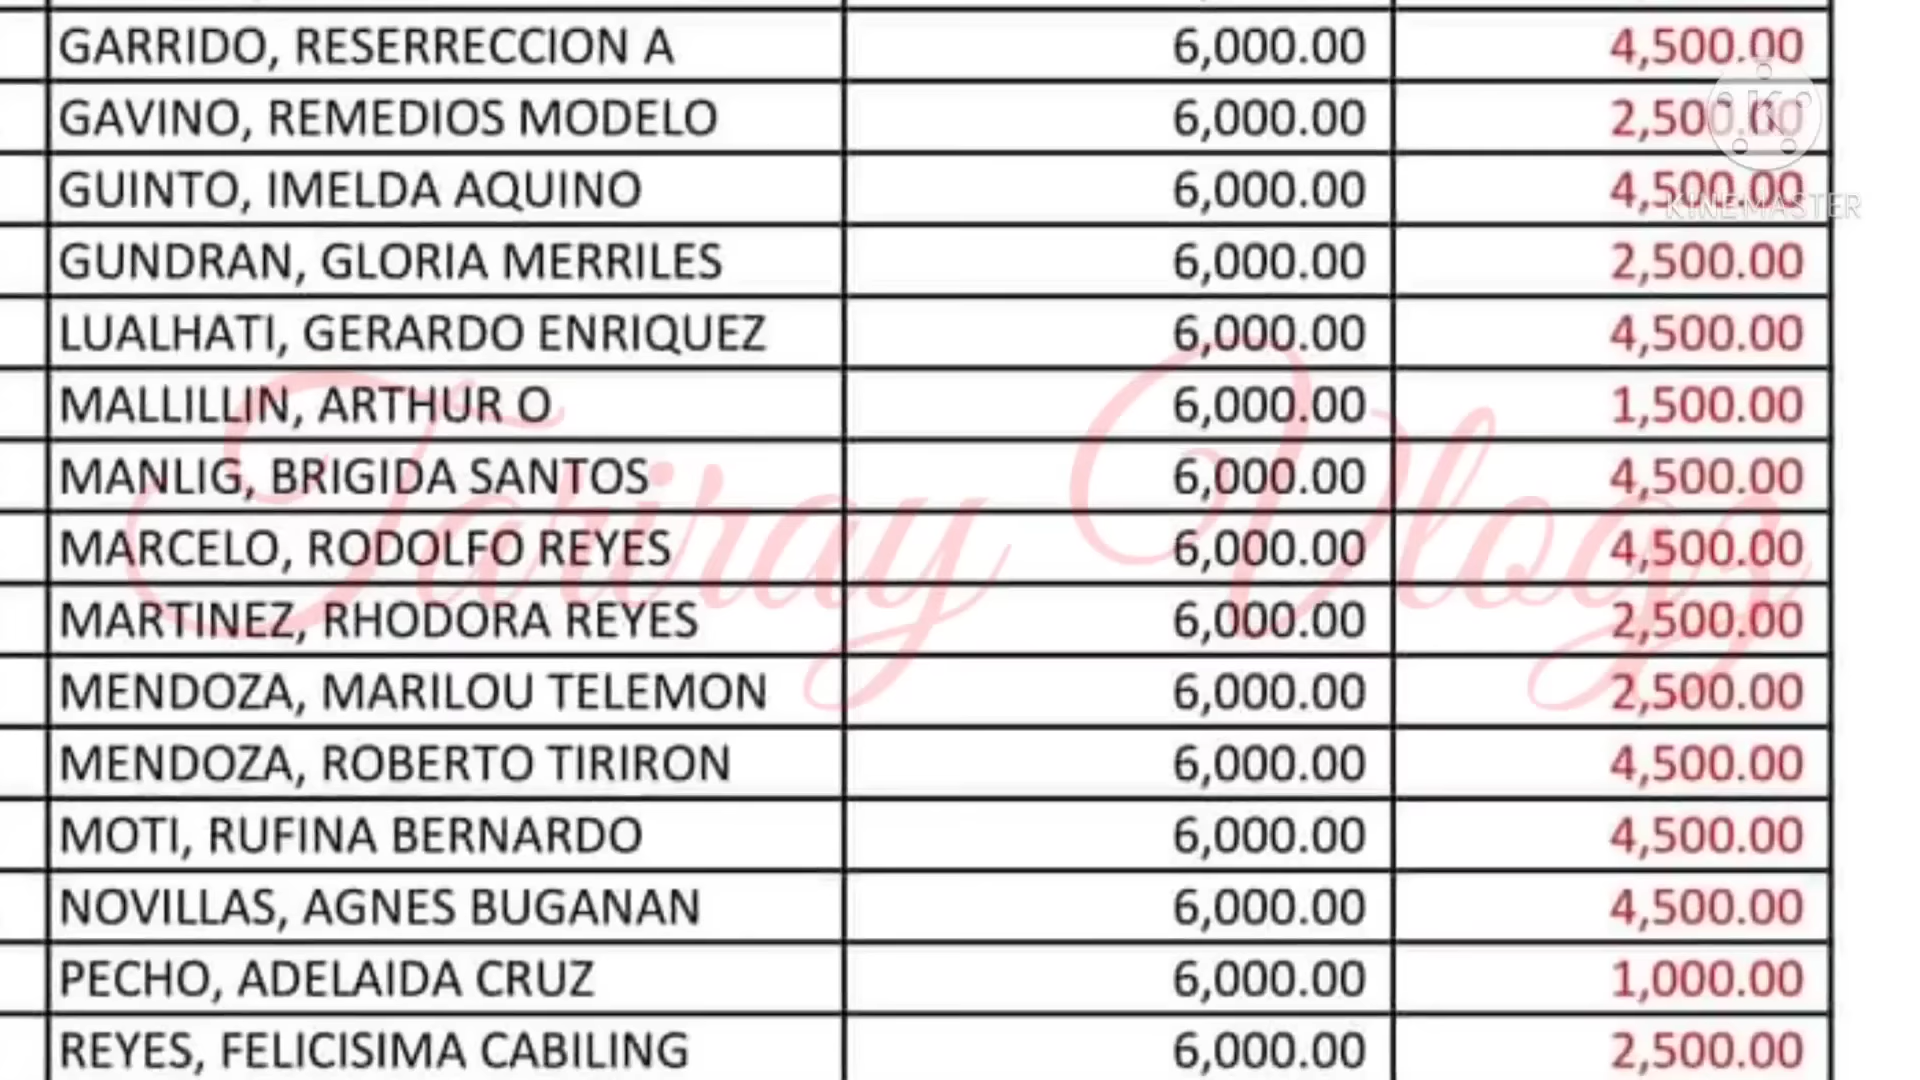 GARRIDO, RESERRECCION A 6,000.00 4,500.00
GAVINO, REMEDIOS MODELO 6,000.00 2,500.00
GUINTO, IMELDA AQUINO 6,000.00 4,500.00
KINEMASTER
GUNDRAN, GLORIA MERRILES 6,000.00 2,500.00
LUALHATI, GERARDO ENRIQUEZ 6,000.00 4,500.00
MALLILLIN, ARTHUR O 6,000.00 1,500.00
MANLIG, BRIGIDA SANTOS 6,000.00 4,500.00
Tariray Vlogz
MARCELO, RODOLFO REYES 6,000.00 4,500.00
MARTINEZ, RHODORA REYES 6,000.00 2,500.00
MENDOZA, MARILOU TELEMON 6,000.00 2,500.00
MENDOZA, ROBERTO TIRIRON 6,000.00 4,500.00
MOTI, RUFINA BERNARDO 6,000.00 4,500.00
NOVILLAS, AGNES BUGANAN 6,000.00 4,500.00
PECHO, ADELAIDA CRUZ 6,000.00 1,000.00
REYES, FELICISIMA CABILING 6,000.00 2,500.00